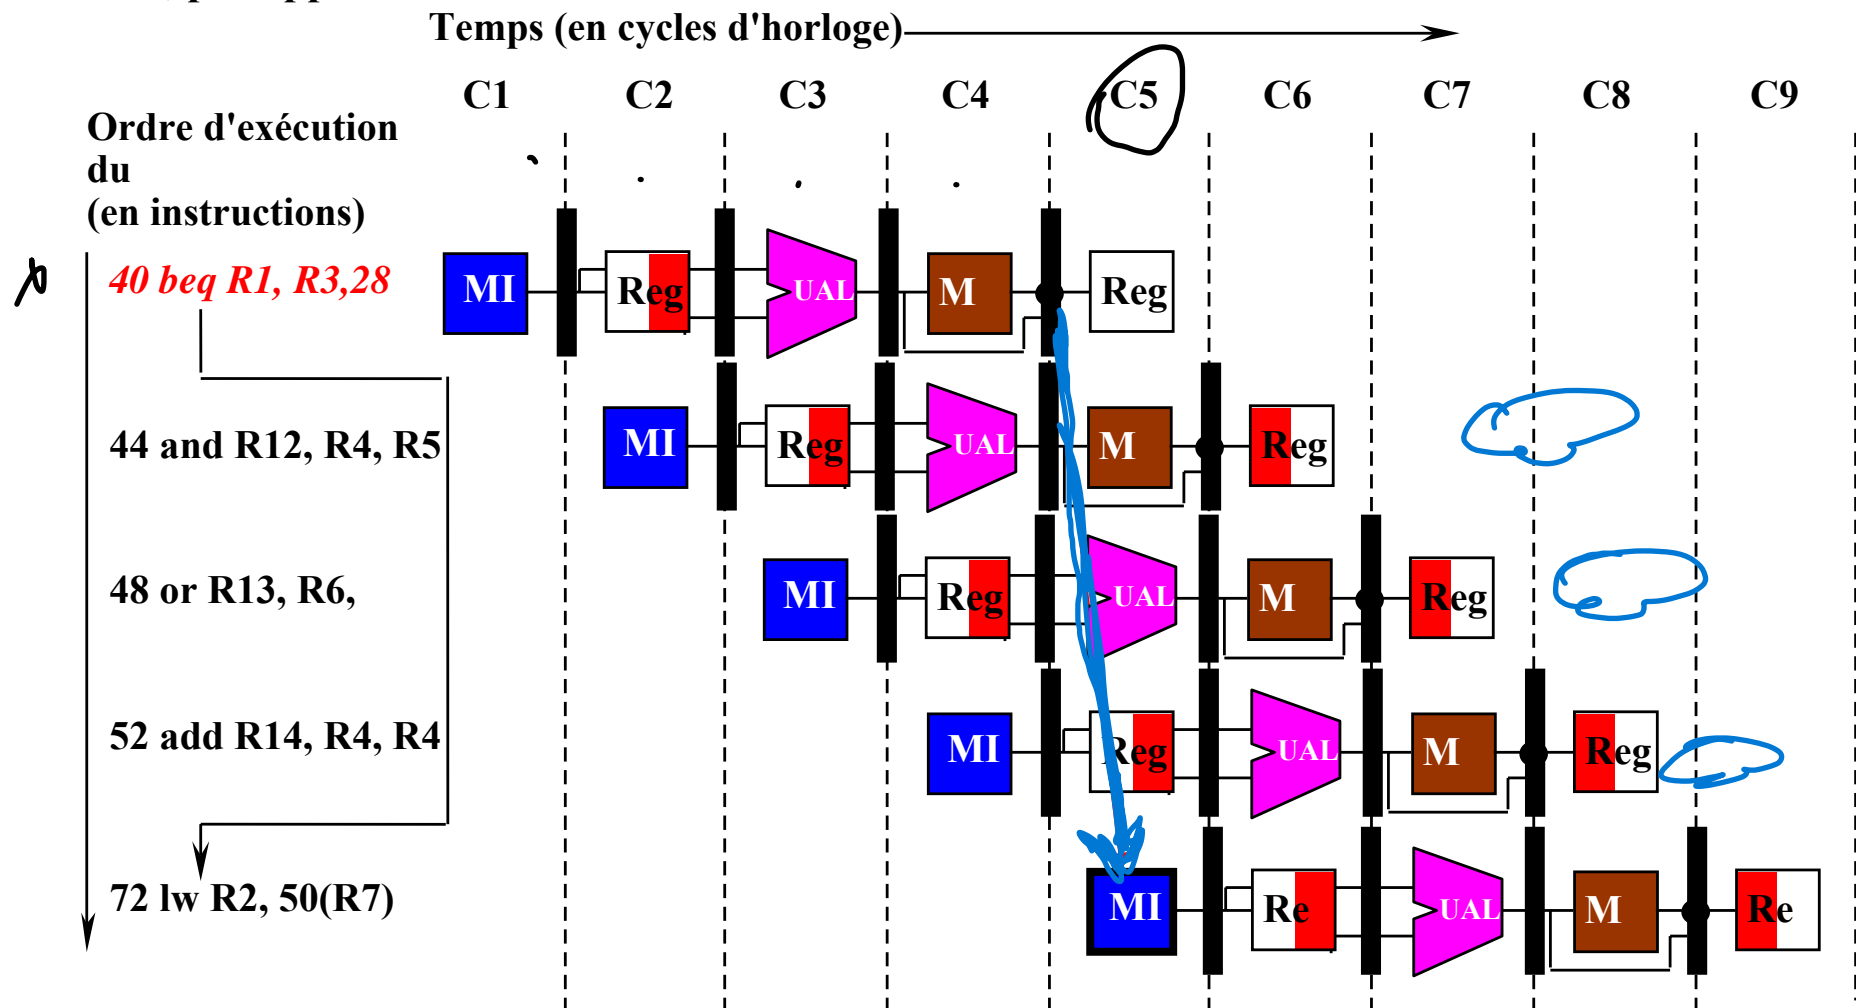 Temps (en cycles d'horloge)
C1 C2 C3 C4 C5 C6 C7 C8 C9
Ordre d'exécution
du
(en instructions)
40 beq R1, R3,28
MI Reg UAL M Reg
44 and R12, R4, R5
MI Reg UAL M Reg
48 or R13, R6,
MI Reg UAL M Reg
52 add R14, R4, R4
MI Reg UAL M Reg
72 lw R2, 50(R7)
MI Re UAL M Re